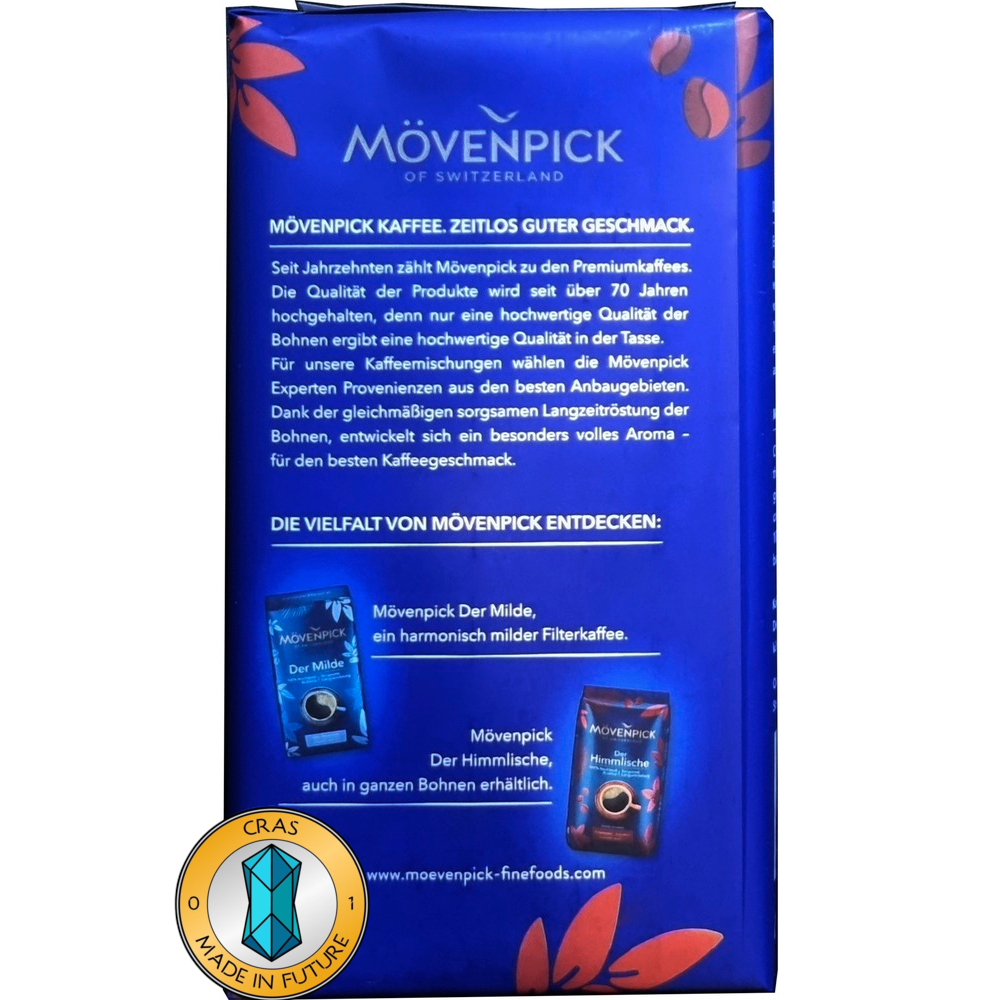 MÖVENPICK
OF SWITZERLAND
MÖVENPICK KAFFEE. ZEITLOS GUTER GESCHMACK.
Seit Jahrzehnten zählt Mövenpick zu den Premiumkaffees.
Die Qualität der Produkte wird seit über 70 Jahren
hochgehalten, denn nur eine hochwertige Qualität der
Bohnen ergibt eine hochwertige Qualität in der Tasse.
Für unsere Kaffeemischungen wählen die Mövenpick
Experten Provenienzen aus den besten Anbaugebieten.
Dank der gleichmäßigen sorgsamen Langzeitröstung der
Bohnen, entwickelt sich ein besonders volles Aroma –
für den besten Kaffeegeschmack.
DIE VIELFALT VON MÖVENPICK ENTDECKEN:
MÖVENPICK
Der Milde
Mövenpick Der Milde,
ein harmonisch milder Filterkaffee.
Mövenpick
Der Himmlische,
auch in ganzen Bohnen erhältlich.
MÖVENPICK
Der
Himmlische
www.moevenpick-finefoods.com
CRAS
0 1
MADE IN FUTURE